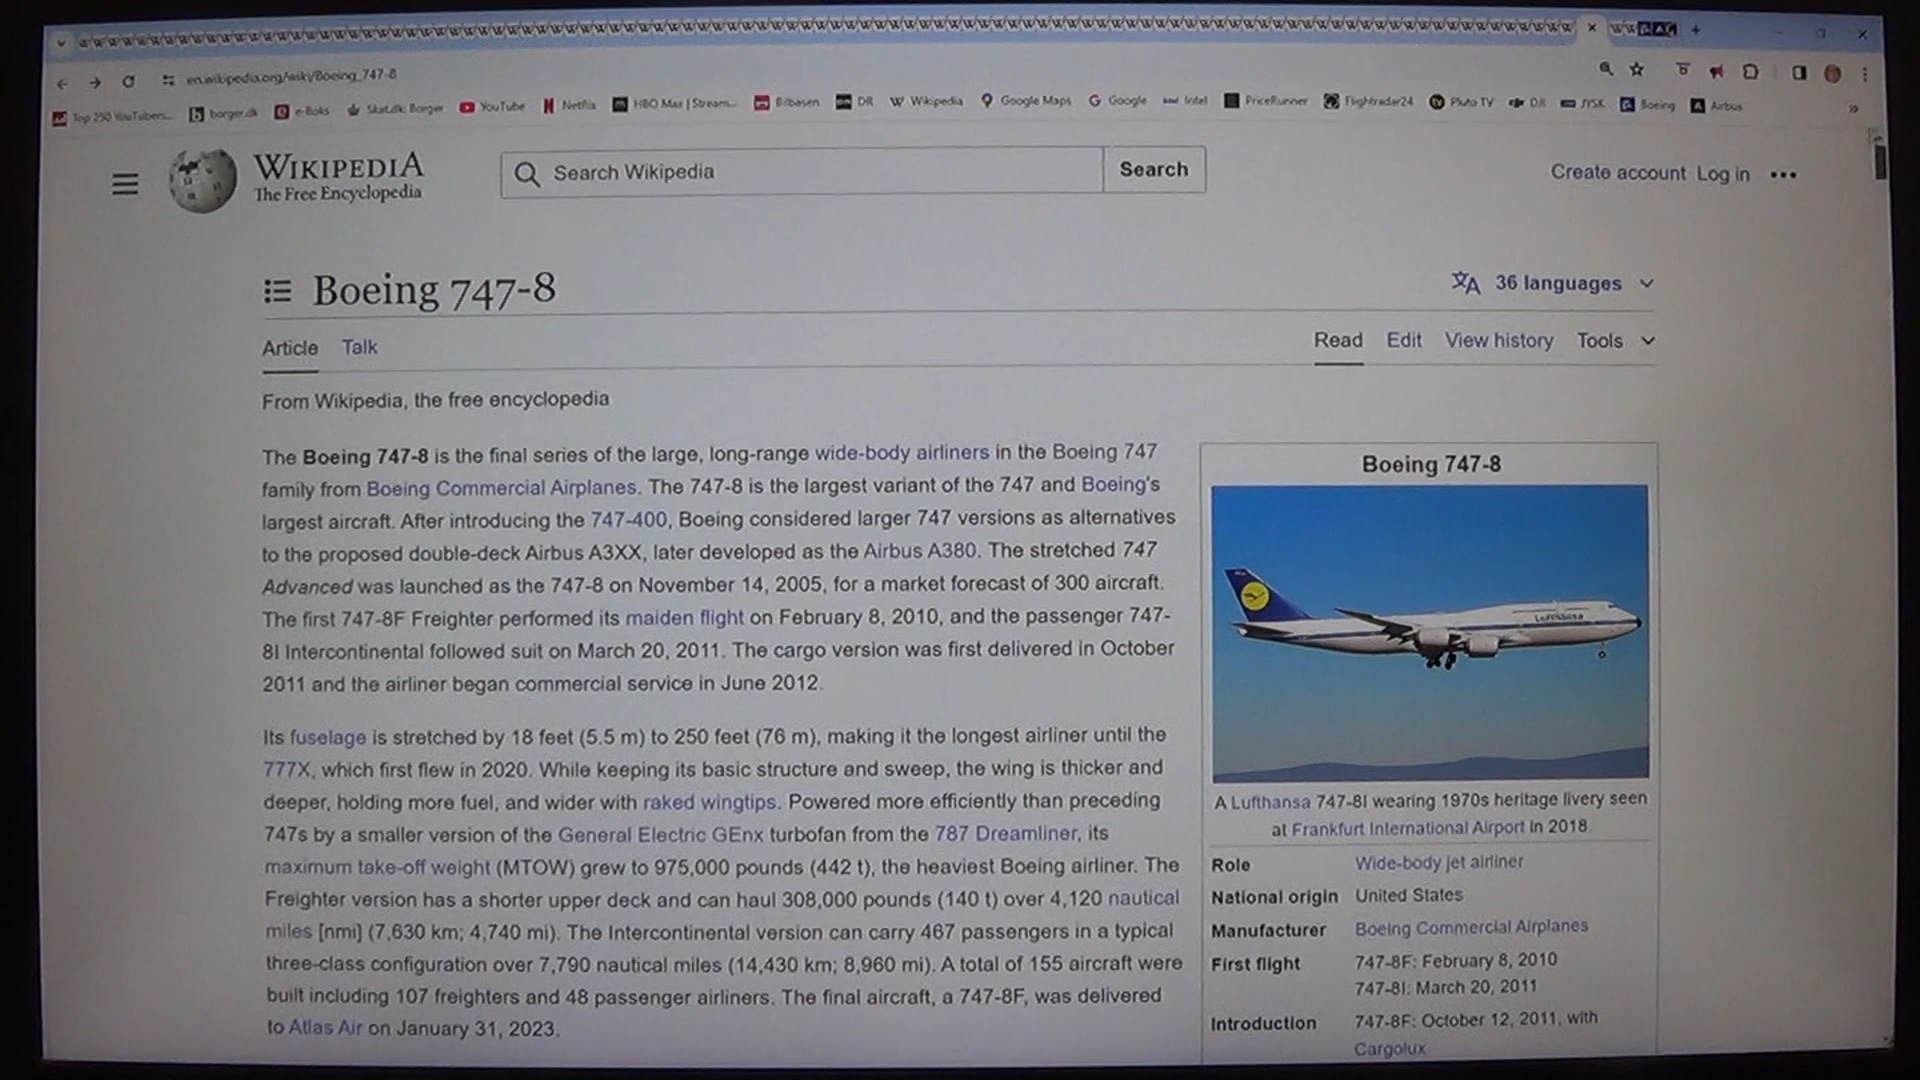 en.wikipedia.org/wiki/Boeing_747-8
Top 250 YouTubers... borger.dk e-Boks Skat.dk: Borger YouTube Netflix HBO Max | Stream... Bilbasen DR Wikipedia Google Maps Google Intel PriceRunner Flightradar24 Pluto TV DJI JYSK Boeing Airbus
WIKIPEDIA
The Free Encyclopedia
Search Wikipedia
Search
Create account Log in
Boeing 747-8
36 languages
Article Talk
Read Edit View history Tools
From Wikipedia, the free encyclopedia
The Boeing 747-8 is the final series of the large, long-range wide-body airliners in the Boeing 747
family from Boeing Commercial Airplanes. The 747-8 is the largest variant of the 747 and Boeing's
largest aircraft. After introducing the 747-400, Boeing considered larger 747 versions as alternatives
to the proposed double-deck Airbus A3XX, later developed as the Airbus A380. The stretched 747
Advanced was launched as the 747-8 on November 14, 2005, for a market forecast of 300 aircraft.
The first 747-8F Freighter performed its maiden flight on February 8, 2010, and the passenger 747-
8I Intercontinental followed suit on March 20, 2011. The cargo version was first delivered in October
2011 and the airliner began commercial service in June 2012.
Its fuselage is stretched by 18 feet (5.5 m) to 250 feet (76 m), making it the longest airliner until the
777X, which first flew in 2020. While keeping its basic structure and sweep, the wing is thicker and
deeper, holding more fuel, and wider with raked wingtips. Powered more efficiently than preceding
747s by a smaller version of the General Electric GEnx turbofan from the 787 Dreamliner, its
maximum take-off weight (MTOW) grew to 975,000 pounds (442 t), the heaviest Boeing airliner. The
Freighter version has a shorter upper deck and can haul 308,000 pounds (140 t) over 4,120 nautical
miles [nmi] (7,630 km; 4,740 mi). The Intercontinental version can carry 467 passengers in a typical
three-class configuration over 7,790 nautical miles (14,430 km; 8,960 mi). A total of 155 aircraft were
built including 107 freighters and 48 passenger airliners. The final aircraft, a 747-8F, was delivered
to Atlas Air on January 31, 2023.
Boeing 747-8
Lufthansa
A Lufthansa 747-8I wearing 1970s heritage livery seen
at Frankfurt International Airport in 2018.
Role Wide-body jet airliner
National origin United States
Manufacturer Boeing Commercial Airplanes
First flight 747-8F: February 8, 2010
747-8I: March 20, 2011
Introduction 747-8F: October 12, 2011, with
Cargolux